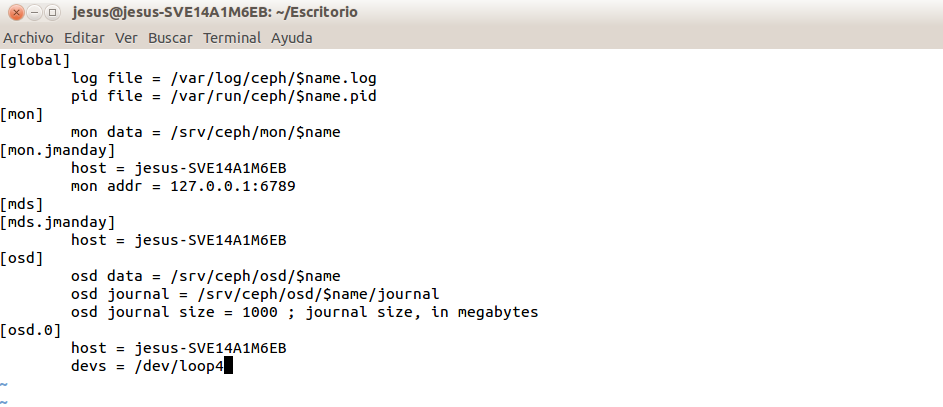 jesus@jesus-SVE14A1M6EB: ~/Escritorio
Archivo Editar Ver Buscar Terminal Ayuda
[global]
        log file = /var/log/ceph/$name.log
        pid file = /var/run/ceph/$name.pid
[mon]
        mon data = /srv/ceph/mon/$name
[mon.jmanday]
        host = jesus-SVE14A1M6EB
        mon addr = 127.0.0.1:6789
[mds]
[mds.jmanday]
        host = jesus-SVE14A1M6EB
[osd]
        osd data = /srv/ceph/osd/$name
        osd journal = /srv/ceph/osd/$name/journal
        osd journal size = 1000 ; journal size, in megabytes
[osd.0]
        host = jesus-SVE14A1M6EB
        devs = /dev/loop4
~
~